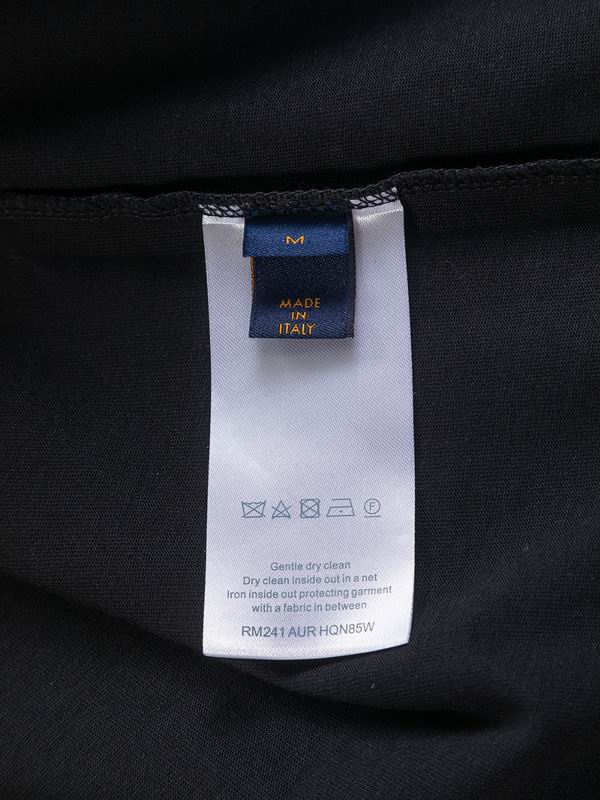 M
MADE
IN
ITALY
F
Gentle dry clean
Dry clean inside out in a net
Iron inside out protecting garment
with a fabric in between
RM241 AUR HQN85W